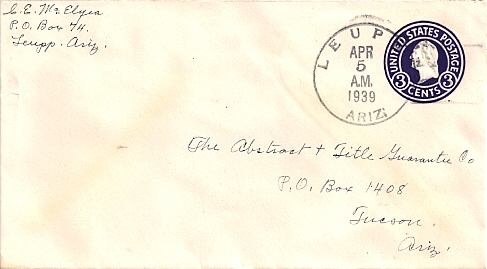 C. E. McElyea
P.O. Box 74.
Leupp. Ariz.
LEUPP
APR
5
A.M.
1939
ARIZ.
UNITED STATES POSTAGE
3 3
CENTS
The Abstract + Title Guarantee Co
P.O. Box 1408
Tucson.
Ariz.